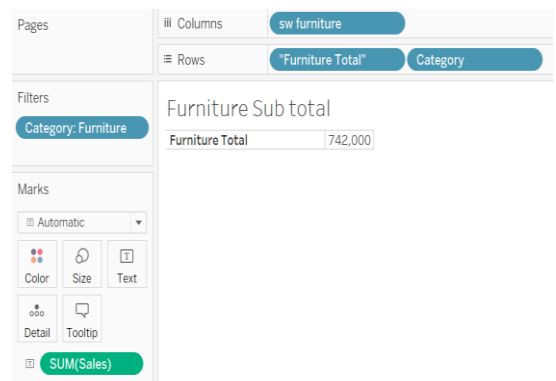 Pages
Columns
sw furniture
Rows
"Furniture Total"
Category
Filters
Category: Furniture
Furniture Sub total
Furniture Total 742,000
Marks
Automatic
Color Size Text
Detail Tooltip
SUM(Sales)